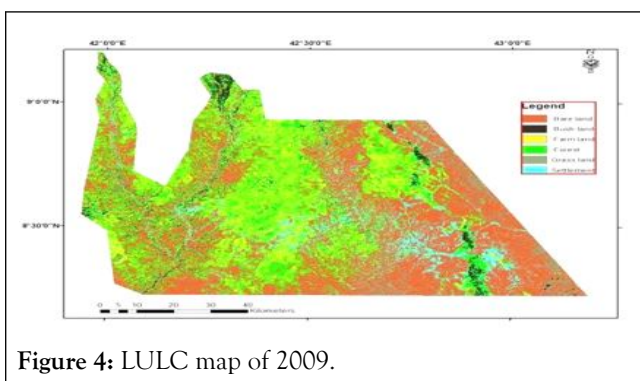 42°0'0"E 42°30'0"E 43°0'0"E
9°0'0"N
8°30'0"N
Legend
Bare land
Bush land
Farm land
Forest
Grass land
Settlement
0 5 10 20 30 40
Kilometers
Figure 4: LULC map of 2009.